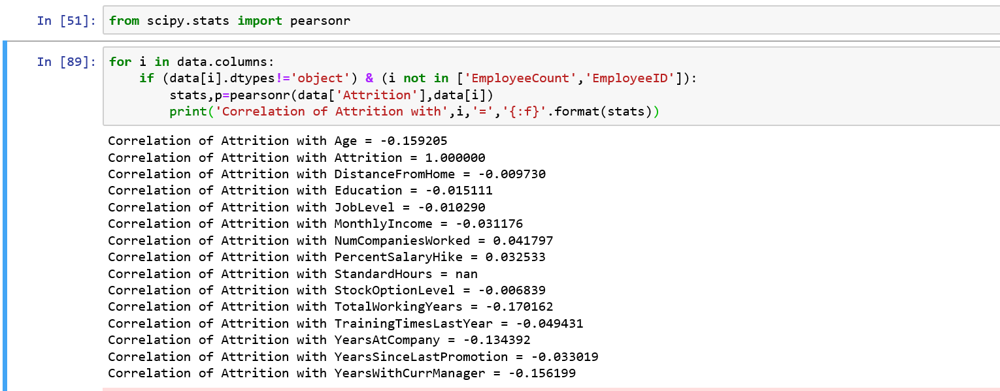 In [51]: from scipy.stats import pearsonr
In [89]: for i in data.columns:
    if (data[i].dtypes!='object') & (i not in ['EmployeeCount','EmployeeID']):
        stats,p=pearsonr(data['Attrition'],data[i])
        print('Correlation of Attrition with',i,'=','{:f}'.format(stats))
Correlation of Attrition with Age = -0.159205
Correlation of Attrition with Attrition = 1.000000
Correlation of Attrition with DistanceFromHome = -0.009730
Correlation of Attrition with Education = -0.015111
Correlation of Attrition with JobLevel = -0.010290
Correlation of Attrition with MonthlyIncome = -0.031176
Correlation of Attrition with NumCompaniesWorked = 0.041797
Correlation of Attrition with PercentSalaryHike = 0.032533
Correlation of Attrition with StandardHours = nan
Correlation of Attrition with StockOptionLevel = -0.006839
Correlation of Attrition with TotalWorkingYears = -0.170162
Correlation of Attrition with TrainingTimesLastYear = -0.049431
Correlation of Attrition with YearsAtCompany = -0.134392
Correlation of Attrition with YearsSinceLastPromotion = -0.033019
Correlation of Attrition with YearsWithCurrManager = -0.156199